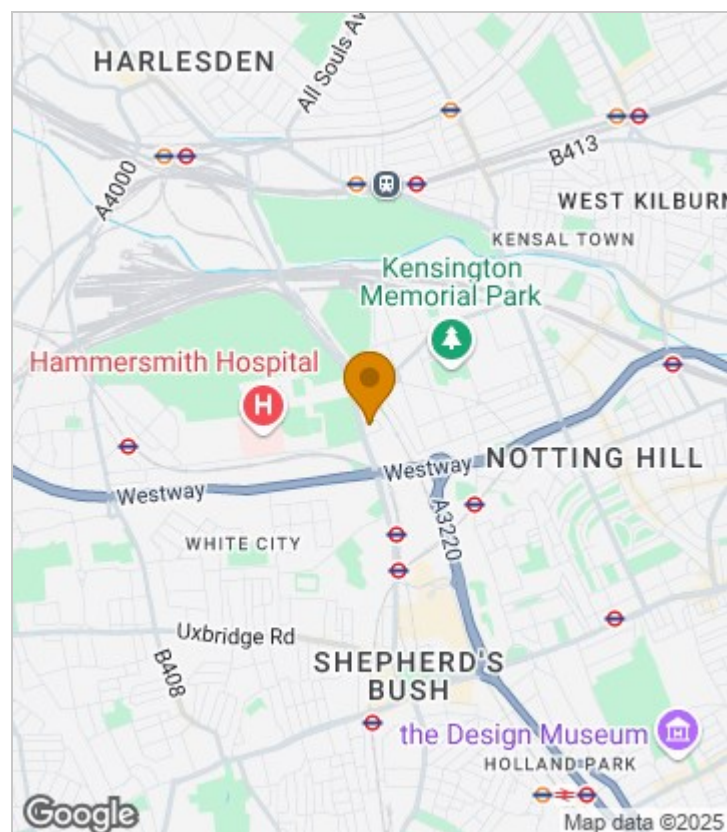 HARLESDEN
All Souls Av
B413
A4000
WEST KILBURN
KENSAL TOWN
Kensington
Memorial Park
Hammersmith Hospital
H
Westway
NOTTING HILL
Westway
A3220
WHITE CITY
Uxbridge Rd
SHEPHERD'S
BUSH
B408
the Design Museum
HOLLAND PARK
Google
Map data ©2025